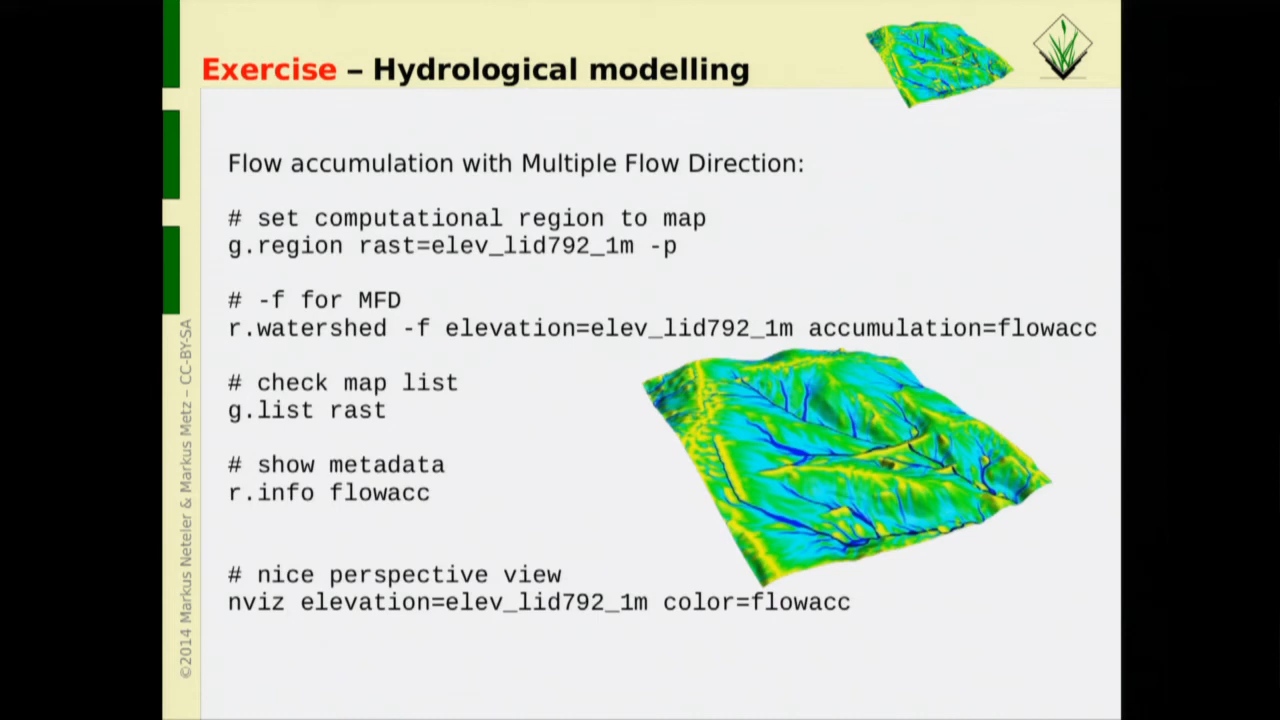 Exercise – Hydrological modelling
Flow accumulation with Multiple Flow Direction:
# set computational region to map
g.region rast=elev_lid792_1m -p
# -f for MFD
r.watershed -f elevation=elev_lid792_1m accumulation=flowacc
# check map list
g.list rast
# show metadata
r.info flowacc
# nice perspective view
nviz elevation=elev_lid792_1m color=flowacc
©2014 Markus Neteler & Markus Metz – CC-BY-SA